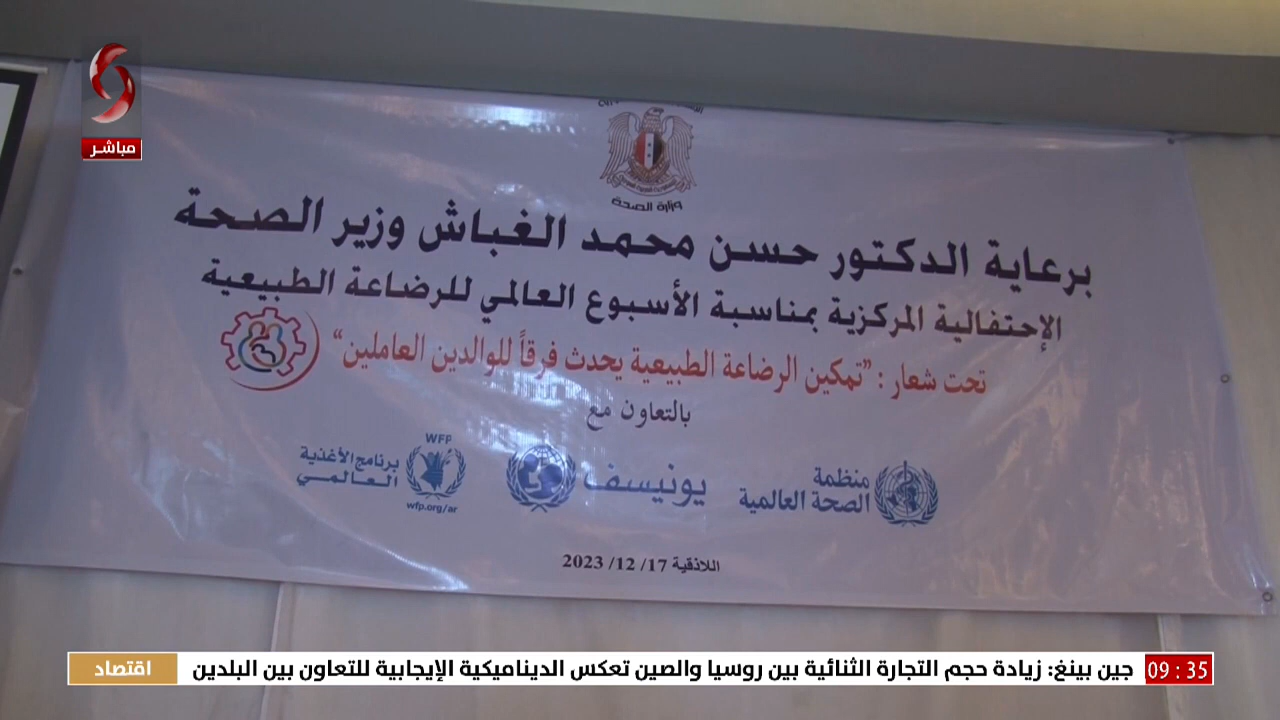 مباشر
وزارة الصحة
برعاية الدكتور حسن محمد الغباش وزير الصحة
الإحتفالية المركزية بمناسبة الأسبوع العالمي للرضاعة الطبيعية
تحت شعار : "تمكين الرضاعة الطبيعية يحدث فرقاً للوالدين العاملين"
بالتعاون مع
منظمة
الصحة العالمية
يونيسف
WFP
برنامج الأغذية
العالمي
wfp.org/ar
اللاذقية 17/ 12/ 2023
09 : 35 جين بينغ: زيادة حجم التجارة الثنائية بين روسيا والصين تعكس الديناميكية الإيجابية للتعاون بين البلدين اقتصاد